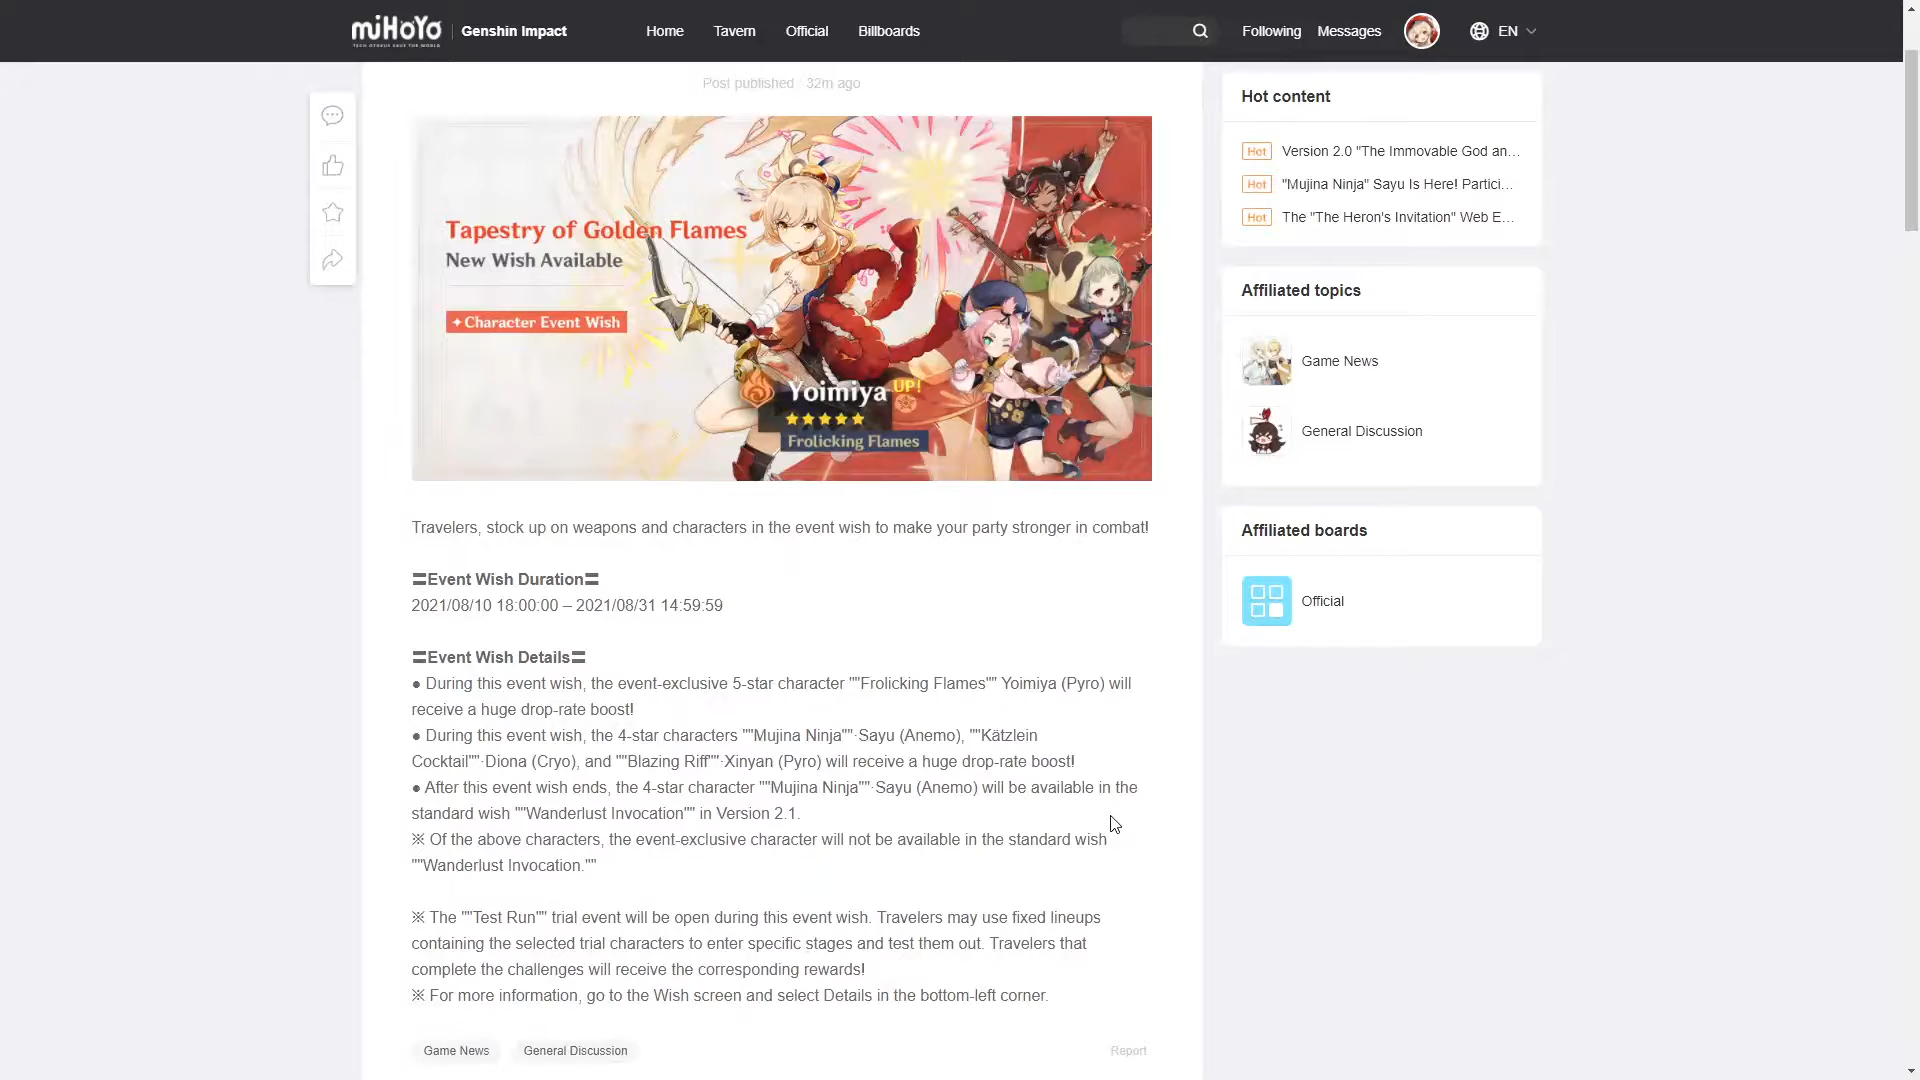 miHoYo
TECH OTAKUS SAVE THE WORLD
Genshin Impact
Home
Tavern
Official
Billboards
Following
Messages
EN
Post published
32m ago
Tapestry of Golden Flames
New Wish Available
Character Event Wish
Yoimiya UP!
Frolicking Flames
Travelers, stock up on weapons and characters in the event wish to make your party stronger in combat!
〓Event Wish Duration〓
2021/08/10 18:00:00 – 2021/08/31 14:59:59
〓Event Wish Details〓
● During this event wish, the event-exclusive 5-star character ""Frolicking Flames"" Yoimiya (Pyro) will
receive a huge drop-rate boost!
● During this event wish, the 4-star characters ""Mujina Ninja""·Sayu (Anemo), ""Kätzlein
Cocktail""·Diona (Cryo), and ""Blazing Riff""·Xinyan (Pyro) will receive a huge drop-rate boost!
● After this event wish ends, the 4-star character ""Mujina Ninja""·Sayu (Anemo) will be available in the
standard wish ""Wanderlust Invocation"" in Version 2.1.
※ Of the above characters, the event-exclusive character will not be available in the standard wish
""Wanderlust Invocation.""
※ The ""Test Run"" trial event will be open during this event wish. Travelers may use fixed lineups
containing the selected trial characters to enter specific stages and test them out. Travelers that
complete the challenges will receive the corresponding rewards!
※ For more information, go to the Wish screen and select Details in the bottom-left corner.
Game News
General Discussion
Report
Hot content
Hot Version 2.0 "The Immovable God an...
Hot "Mujina Ninja" Sayu Is Here! Partici...
Hot The "The Heron's Invitation" Web E...
Affiliated topics
Game News
General Discussion
Affiliated boards
Official